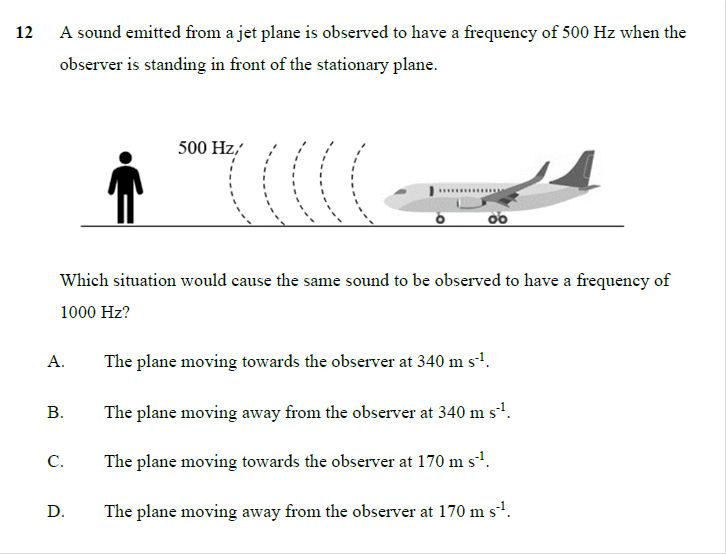 12 A sound emitted from a jet plane is observed to have a frequency of 500 Hz when the
observer is standing in front of the stationary plane.
500 Hz
Which situation would cause the same sound to be observed to have a frequency of
1000 Hz?
A. The plane moving towards the observer at 340 m s⁻¹.
B. The plane moving away from the observer at 340 m s⁻¹.
C. The plane moving towards the observer at 170 m s⁻¹.
D. The plane moving away from the observer at 170 m s⁻¹.